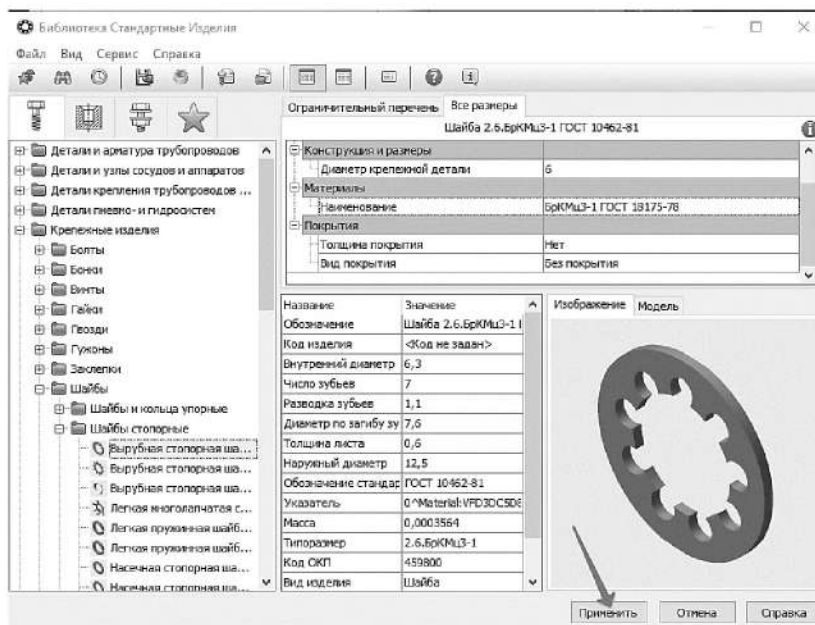 Библиотека Стандартные Изделия
Файл Вид Сервис Справка
Ограничительный перечень Все размеры
Шайба 2.6.БрКМц3-1 ГОСТ 10462-81
Детали и арматура трубопроводов
Детали и узлы сосудов и аппаратов
Детали крепления трубопроводов ...
Детали пневмо- и гидросистем
Крепежные изделия
Болты
Бонки
Винты
Гайки
Гвозди
Гужоны
Заклепки
Шайбы
Шайбы и кольца упорные
Шайбы стопорные
Вырубная стопорная ша...
Вырубная стопорная ша...
Вырубная стопорная ша...
Легкая многолапчатая с...
Легкая пружинная шайб...
Легкая пружинная шайб...
Насечная стопорная ша...
Насечная стопорная ша...
Конструкция и размеры
Диаметр крепежной детали 6
Материалы
Наименование БрКМц3-1 ГОСТ 18175-78
Покрытия
Толщина покрытия Нет
Вид покрытия Без покрытия
Название Значение
Обозначение Шайба 2.6.БрКМц3-1 Г
Код изделия <Код не задан>
Внутренний диаметр 6,3
Число зубьев 7
Разводка зубьев 1,1
Диаметр по загибу зу 7,6
Толщина листа 0,6
Наружный диаметр 12,5
Обозначение стандар ГОСТ 10462-81
Указатель 0^Material:VFD3DC5D8
Масса 0,0003564
Типоразмер 2.6.БрКМц3-1
Код ОКП 459800
Вид изделия Шайба
Изображение Модель
Применить Отмена Справка